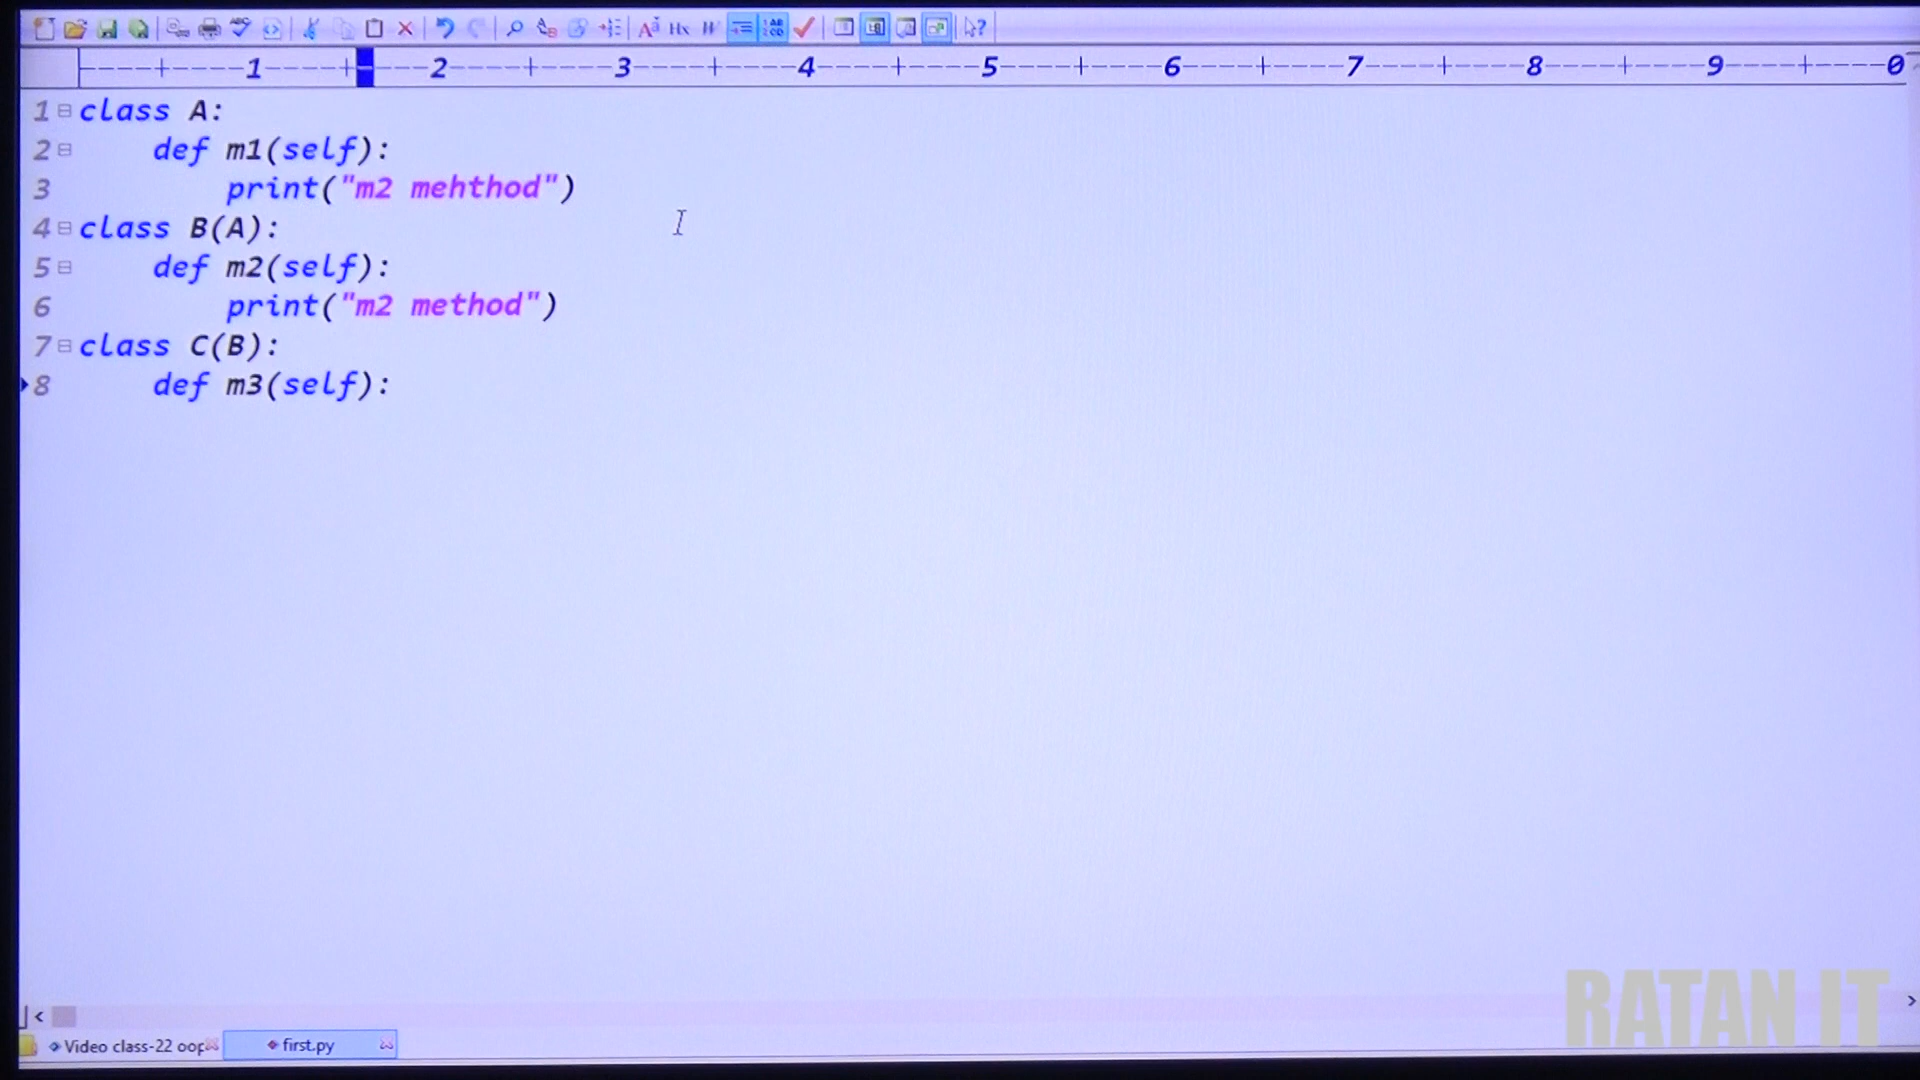 ----+----1----+----2----+----3----+----4----+----5----+----6----+----7----+----8----+----9----+----0
1 class A:
2 def m1(self):
3 print("m2 mehthod")
4 class B(A):
5 def m2(self):
6 print("m2 method")
7 class C(B):
8 def m3(self):
RATAN IT
Video class-22 oop
first.py